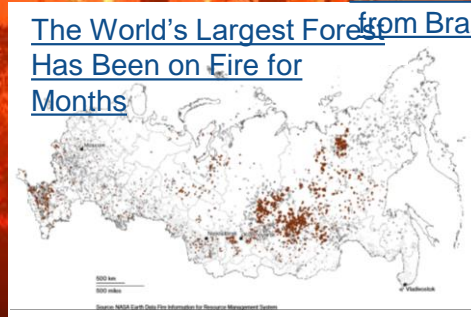 from Bra
The World's Largest Forest
Has Been on Fire for
Months
Moscow
Novosibirsk
Vladivostok
500 km
500 miles
Source: NASA Earth Data Fire Information for Resource Management System